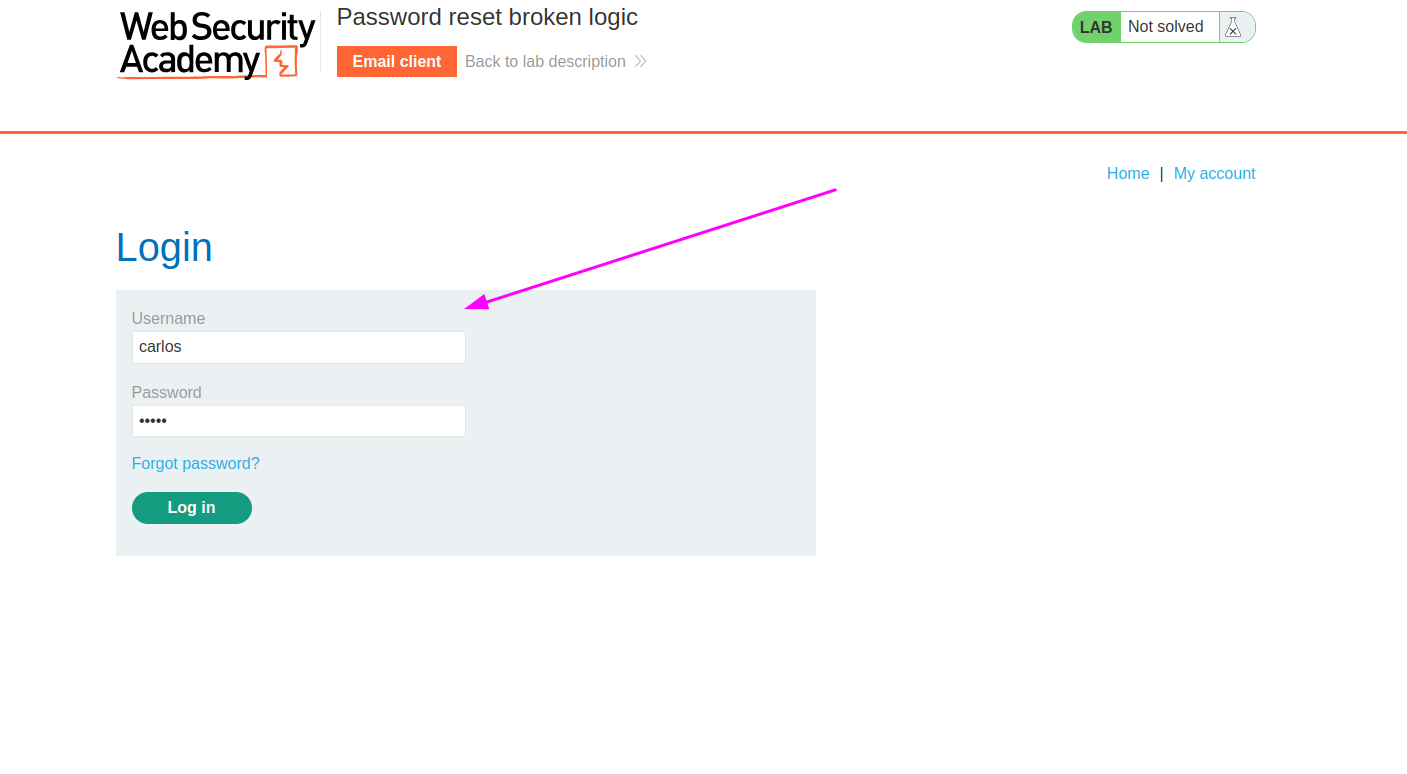 Web Security
Academy
Password reset broken logic
Email client
Back to lab description
LAB
Not solved
Home | My account
Login
Username
carlos
Password
•••••
Forgot password?
Log in